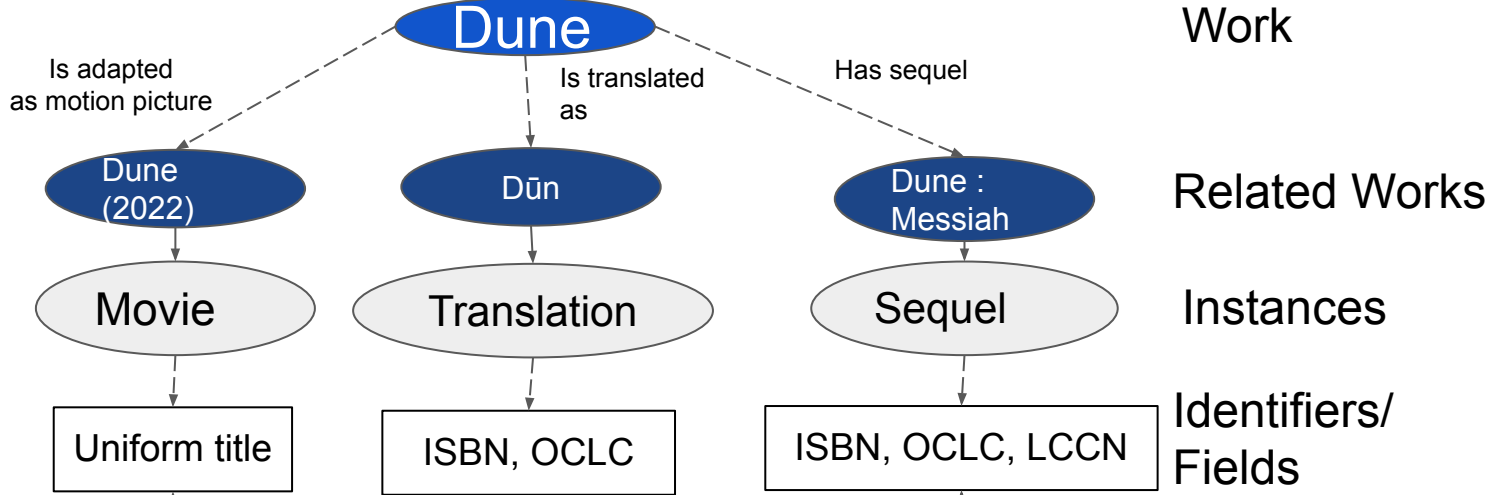 Dune
Work
Is adapted
as motion picture
Is translated
as
Has sequel
Dune
(2022)
Dūn
Dune :
Messiah
Related Works
Movie
Translation
Sequel
Instances
Uniform title
ISBN, OCLC
ISBN, OCLC, LCCN
Identifiers/
Fields